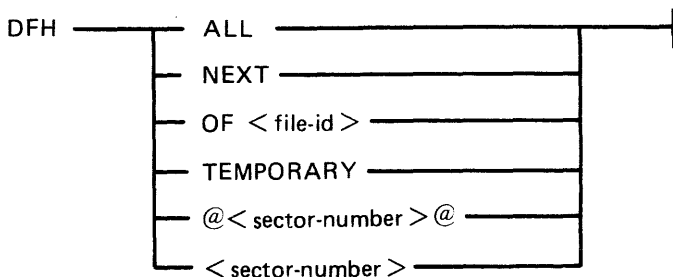 DFH ALL
NEXT
OF < file-id >
TEMPORARY
@< sector-number >@
< sector-number >